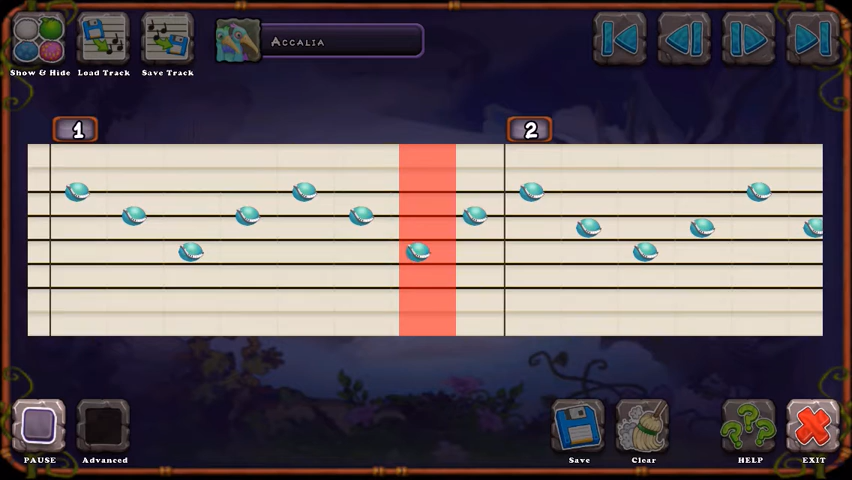 Accalia
Show & Hide
Load Track
Save Track
1
2
PAUSE
Advanced
Save
Clear
HELP
EXIT